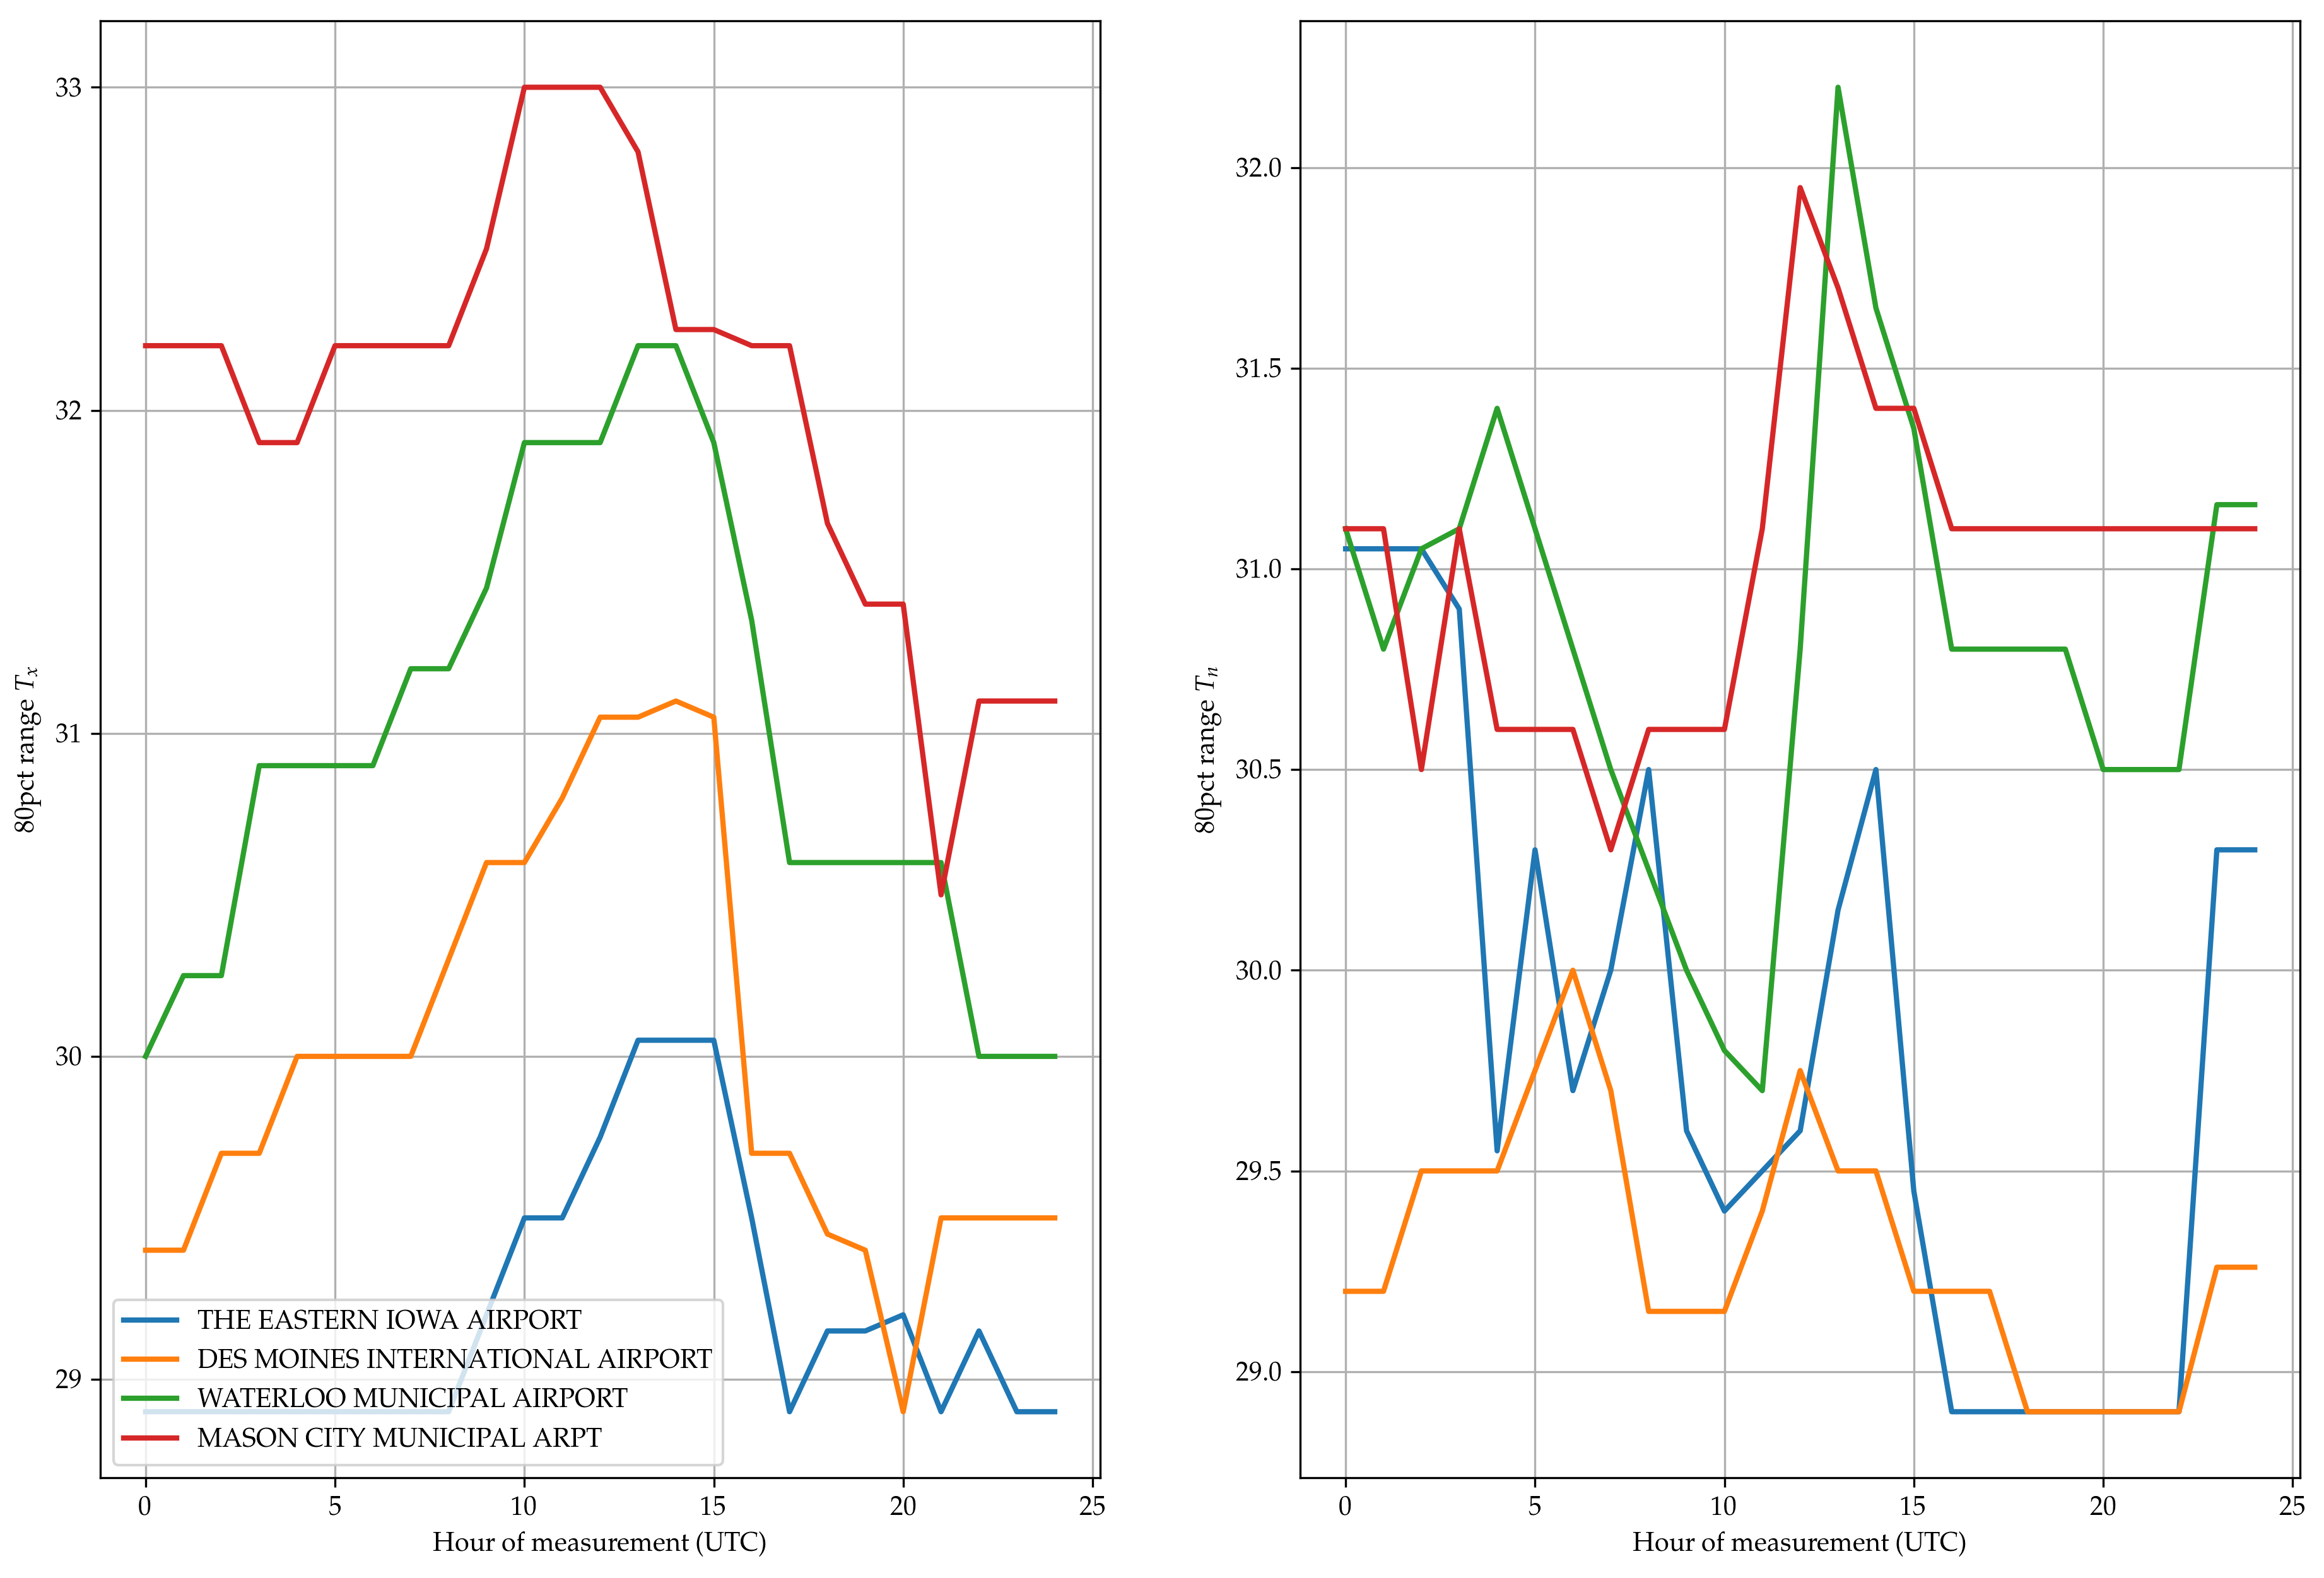 33
32
31
30
29
80pct range Tx
THE EASTERN IOWA AIRPORT
DES MOINES INTERNATIONAL AIRPORT
WATERLOO MUNICIPAL AIRPORT
MASON CITY MUNICIPAL ARPT
0 5 10 15 20 25
Hour of measurement (UTC)
32.0
31.5
31.0
30.5
30.0
29.5
29.0
80pct range Tn
0 5 10 15 20 25
Hour of measurement (UTC)